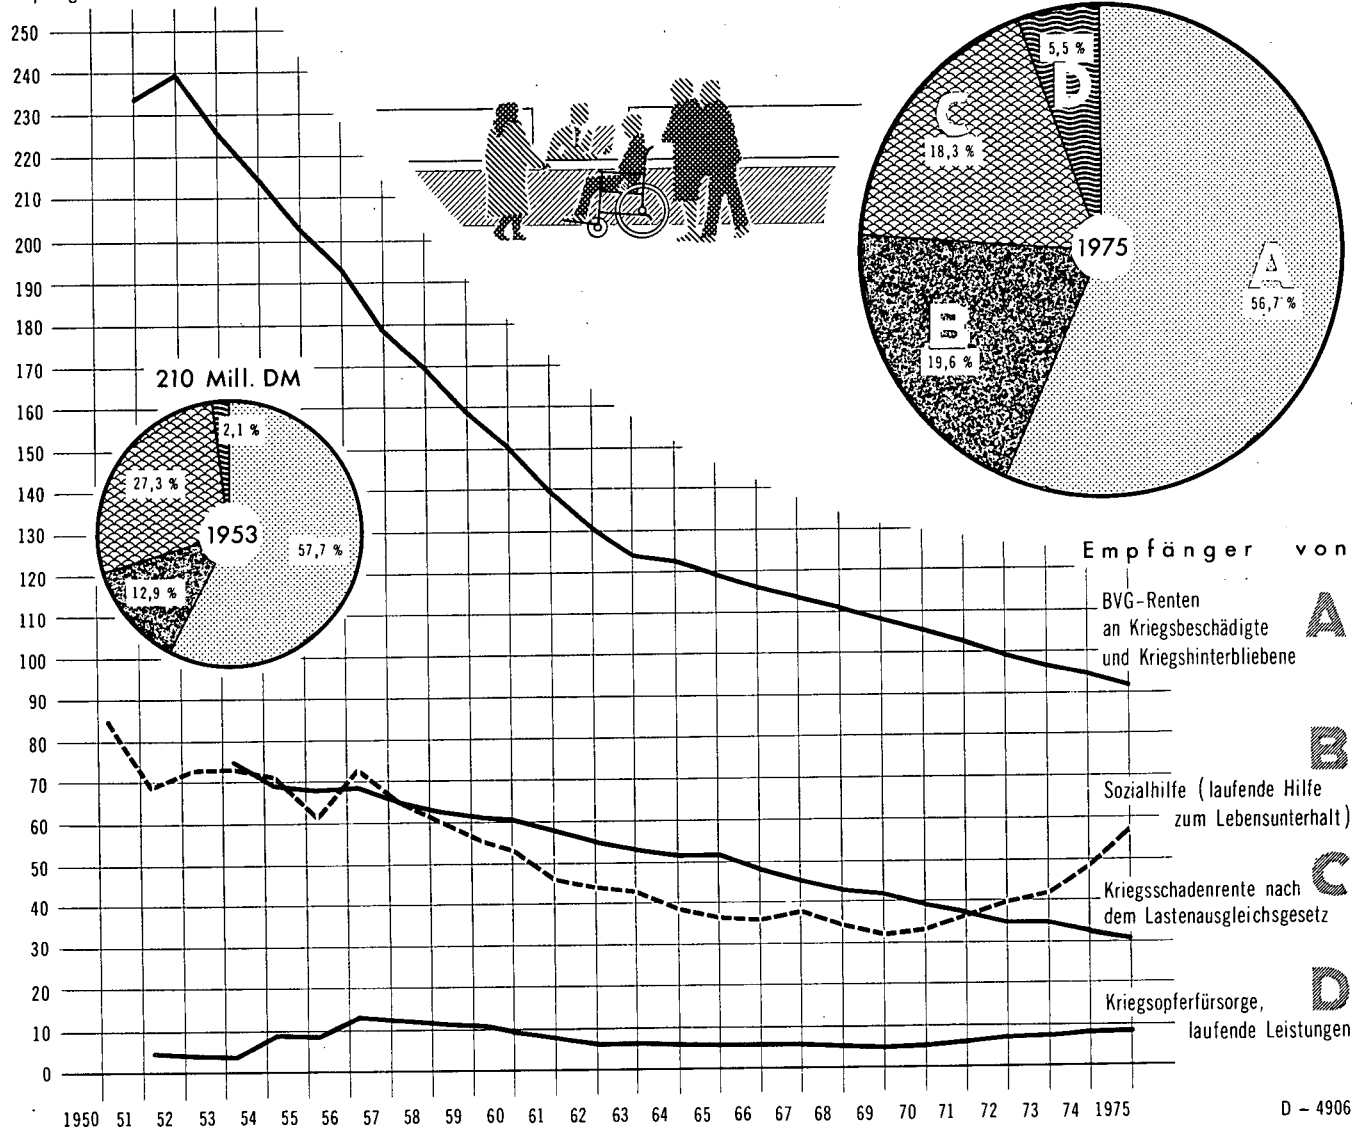 250
240
230
220
210
200
190
180
170
160
150
140
130
120
110
100
90
80
70
60
50
40
30
20
10
0
1950 51 52 53 54 55 56 57 58 59 60 61 62 63 64 65 66 67 68 69 70 71 72 73 74 1975
210 Mill. DM
2,1 %
27,3 %
1953
57,7 %
12,9 %
5,5 %
D
C
18,3 %
1975
A
56,7 %
B
19,6 %
Empfänger von
BVG-Renten
an Kriegsbeschädigte
und Kriegshinterbliebene
A
B
Sozialhilfe (laufende Hilfe
zum Lebensunterhalt)
C
Kriegsschadenrente nach
dem Lastenausgleichsgesetz
D
Kriegsopferfürsorge,
laufende Leistungen
D - 4906